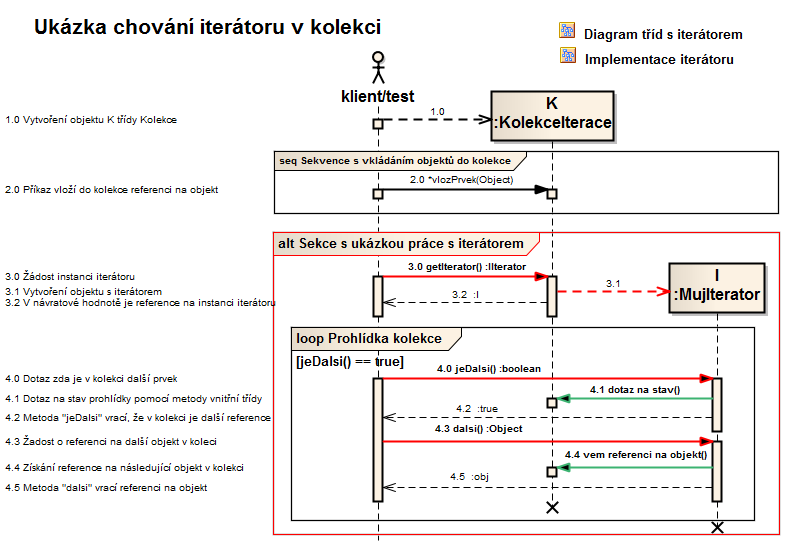 Ukázka chování iterátoru v kolekci
Diagram tříd s iterátorem
Implementace iterátoru
klient/test
K
:KolekceIterace
1.0 Vytvoření objektu K třídy Kolekce
1.0
seq Sekvence s vkládáním objektů do kolekce
2.0 Příkaz vloží do kolekce referenci na objekt
2.0 *vlozPrvek(Object)
alt Sekce s ukázkou práce s iterátorem
3.0 Žádost instanci iterátoru
3.0 getIterator() :IIterator
I
:MujIterator
3.1 Vytvoření objektu s iterátorem
3.1
3.2 V návratové hodnotě je reference na instanci iterátoru
3.2 :I
loop Prohlídka kolekce
[jeDalsi() == true]
4.0 Dotaz zda je v kolekci další prvek
4.0 jeDalsi() :boolean
4.1 Dotaz na stav prohlídky pomocí metody vnitřní třídy
4.1 dotaz na stav()
4.2 Metoda "jeDalsi" vrací, že v kolekci je další reference
4.2 :true
4.3 Žadost o referenci na další objekt v koleci
4.3 dalsi() :Object
4.4 Získání reference na následující objekt v kolekci
4.4 vem referenci na objekt()
4.5 Metoda "dalsi" vrací referenci na objekt
4.5 :obj